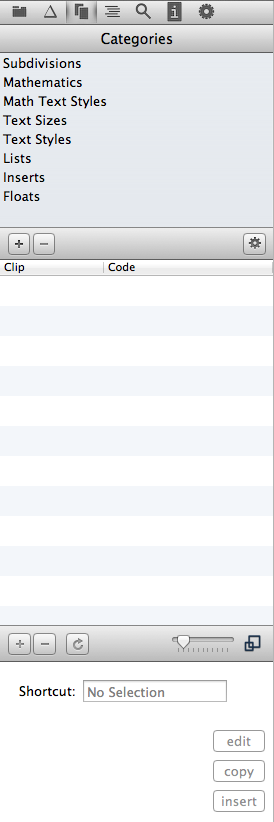 Categories
Subdivisions
Mathematics
Math Text Styles
Text Sizes
Text Styles
Lists
Inserts
Floats
Clip Code
Shortcut: No Selection
edit
copy
insert